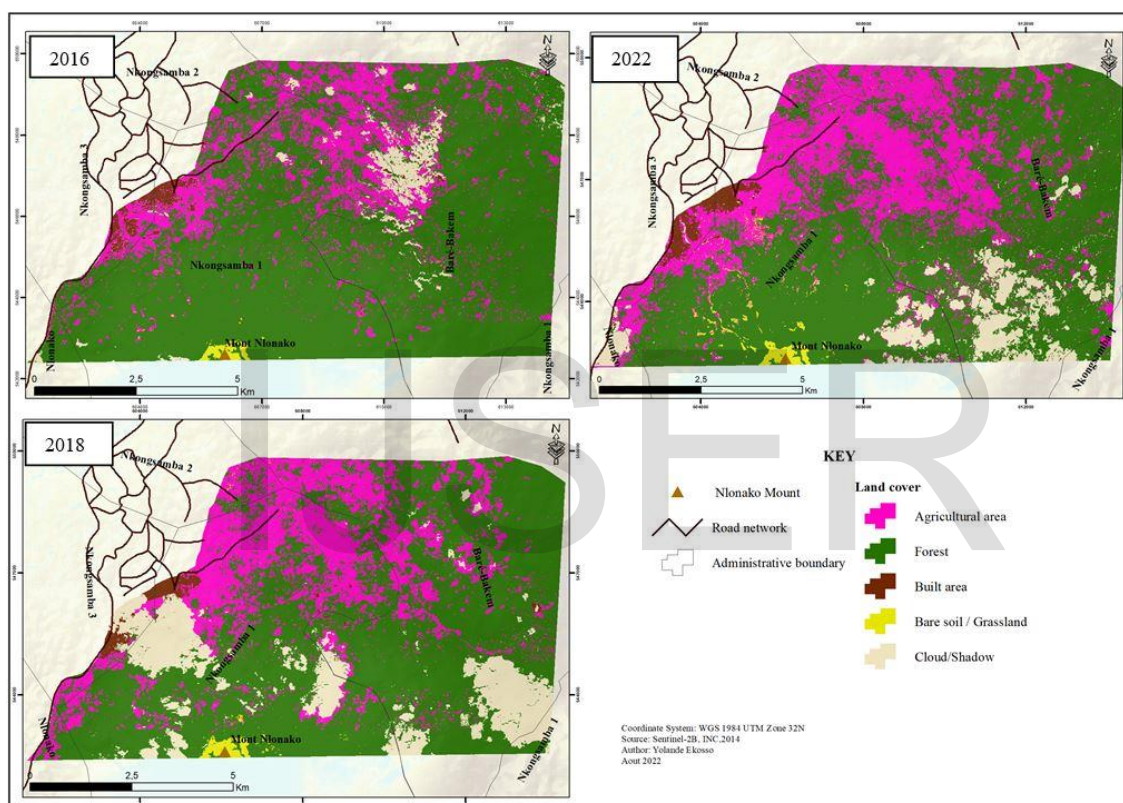 2016
N
Nkongsamba 2
Nkongsamba 3
Nkongsamba 1
Baré-Bakem
Nlonako
Mont Nlonako
Nkongsamba 1
0 2,5 5
Km
2022
N
Nkongsamba 2
Nkongsamba 3
Baré-Bakem
Nkongsamba 1
Nlonako
Mont Nlonako
Nkongsamba 1
0 2,5 5
Km
2018
N
Nkongsamba 2
Nkongsamba 3
Baré-Bakem
Nkongsamba 1
Nlonako
Mont Nlonako
Nkongsamba 1
0 2,5 5
Km
KEY
Nlonako Mount
Road network
Administrative boundary
Land cover
Agricultural area
Forest
Built area
Bare soil / Grassland
Cloud/Shadow
Coordinate System: WGS 1984 UTM Zone 32N
Source: Sentinel-2B, INC.2014
Author: Yolande Ekosso
Aout 2022
IJSER